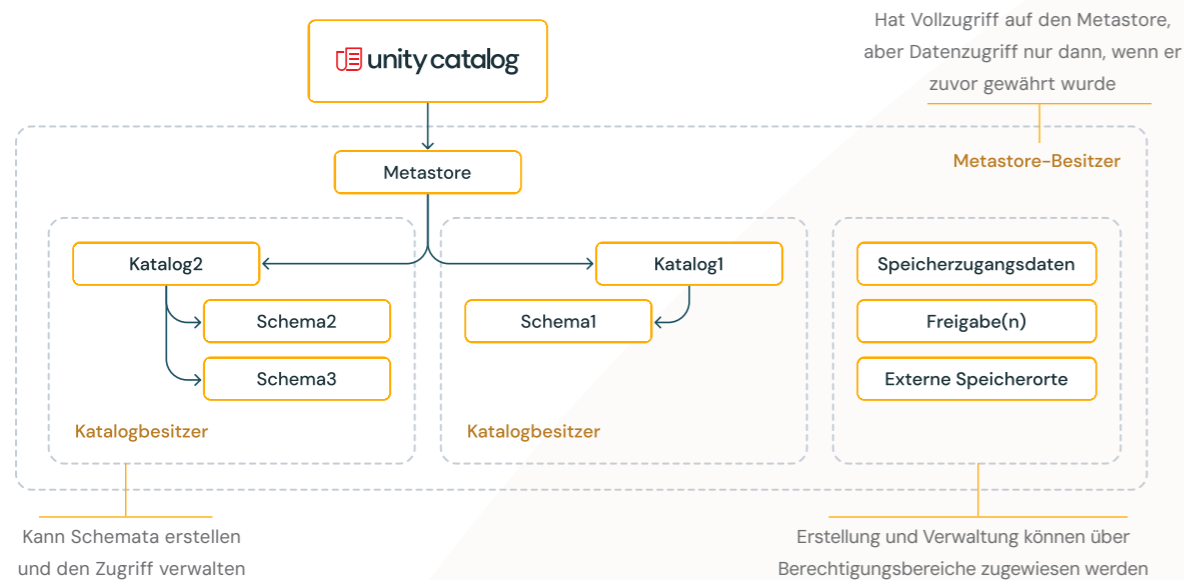 unity catalog
Hat Vollzugriff auf den Metastore,
aber Datenzugriff nur dann, wenn er
zuvor gewährt wurde
Metastore-Besitzer
Metastore
Katalog2
Schema2
Schema3
Katalogbesitzer
Katalog1
Schema1
Katalogbesitzer
Speicherzugangsdaten
Freigabe(n)
Externe Speicherorte
Kann Schemata erstellen
und den Zugriff verwalten
Erstellung und Verwaltung können über
Berechtigungsbereiche zugewiesen werden